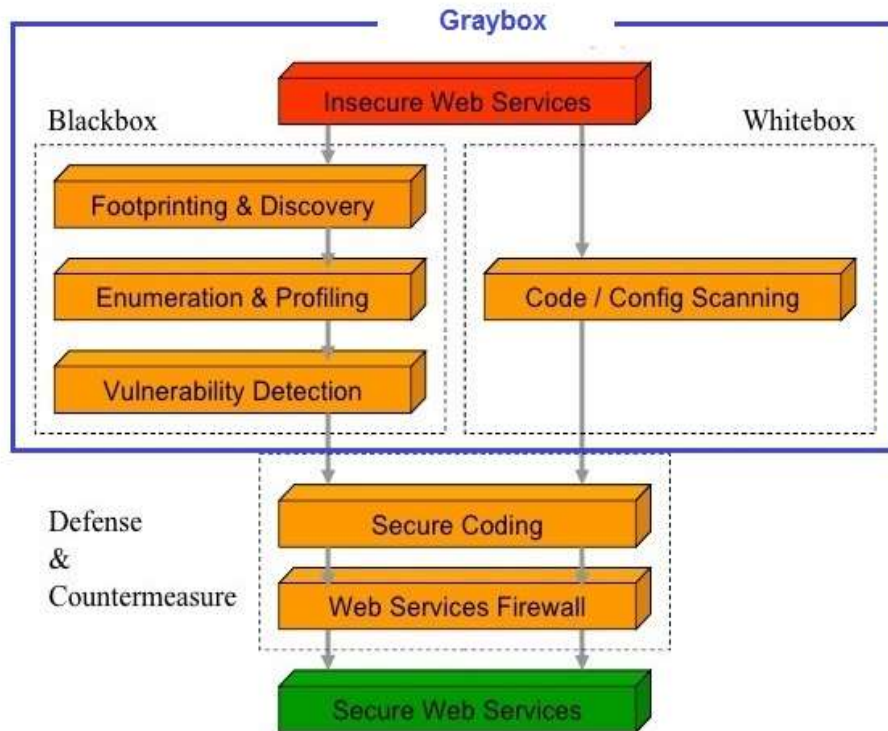 Graybox
Insecure Web Services
Blackbox
Whitebox
Footprinting & Discovery
Enumeration & Profiling
Code / Config Scanning
Vulnerability Detection
Defense
&
Countermeasure
Secure Coding
Web Services Firewall
Secure Web Services